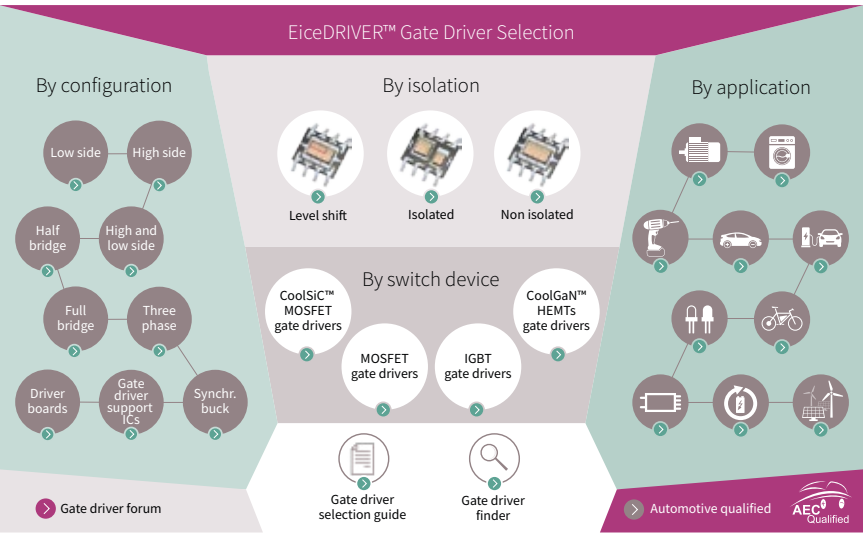 EiceDRIVER™ Gate Driver Selection
By configuration
Low side
High side
Half
bridge
High and
low side
Full
bridge
Three
phase
Driver
boards
Gate
driver
support
ICs
Synchr.
buck
By isolation
Level shift
Isolated
Non isolated
By switch device
CoolSiC™
MOSFET
gate drivers
MOSFET
gate drivers
IGBT
gate drivers
CoolGaN™
HEMTs
gate drivers
By application
Gate driver forum
Gate driver
selection guide
Gate driver
finder
Automotive qualified
AEC
Qualified